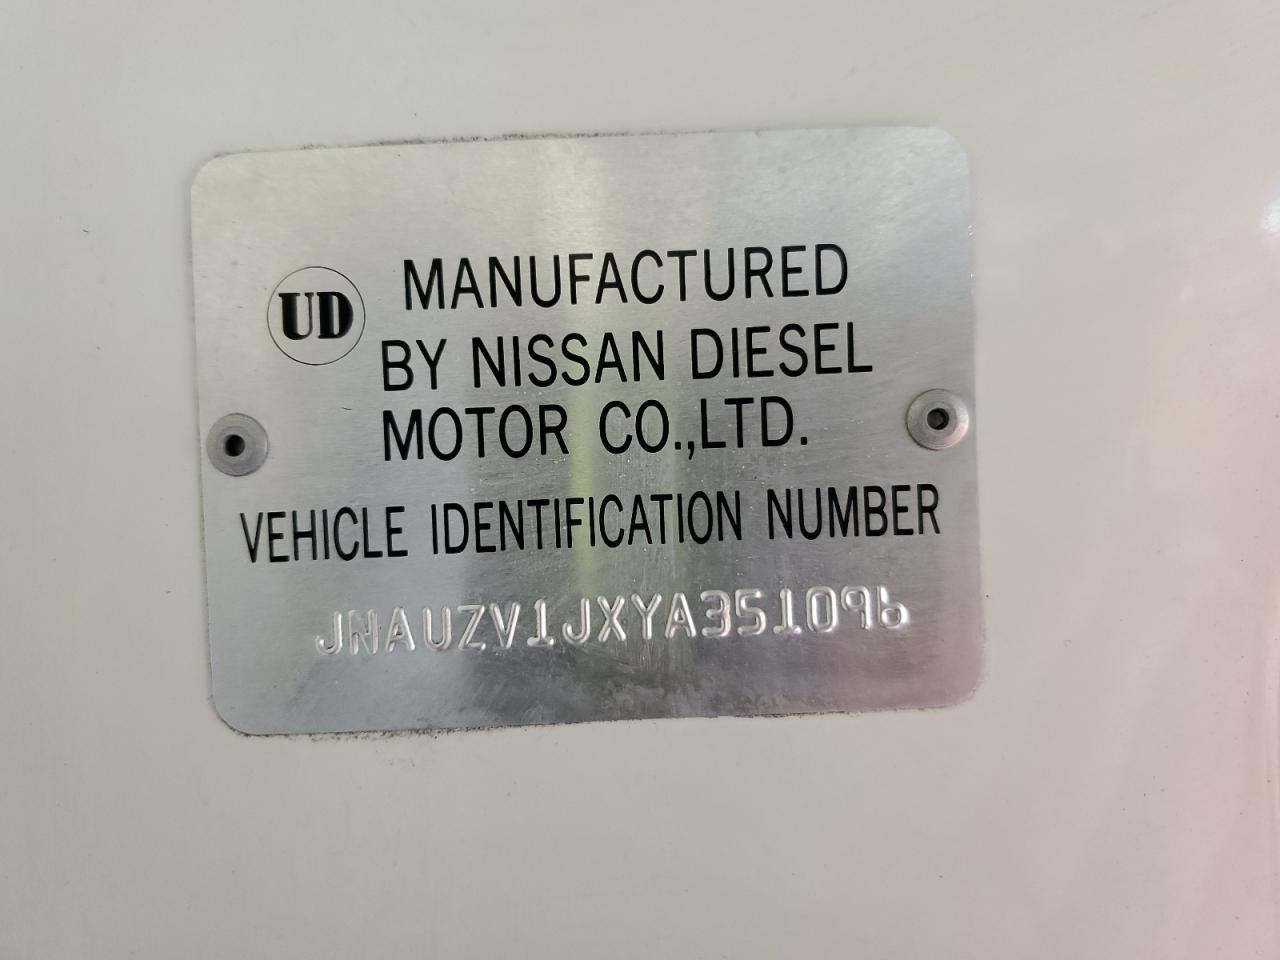 UD
MANUFACTURED
BY NISSAN DIESEL
MOTOR CO.,LTD.
VEHICLE IDENTIFICATION NUMBER
JNAUZV1JXYA351096